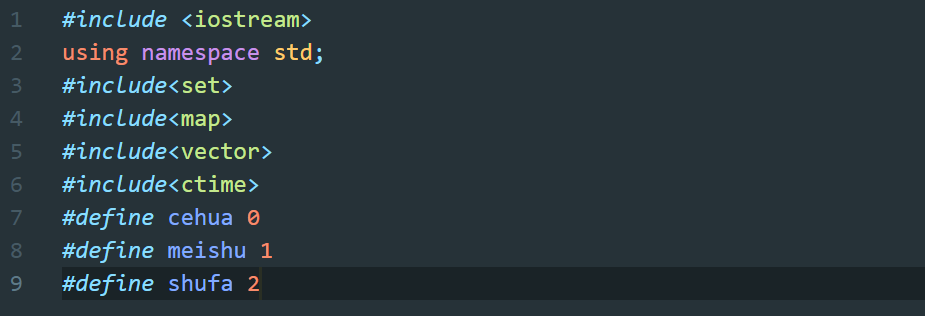 1 #include <iostream>
2 using namespace std;
3 #include<set>
4 #include<map>
5 #include<vector>
6 #include<ctime>
7 #define cehua 0
8 #define meishu 1
9 #define shufa 2